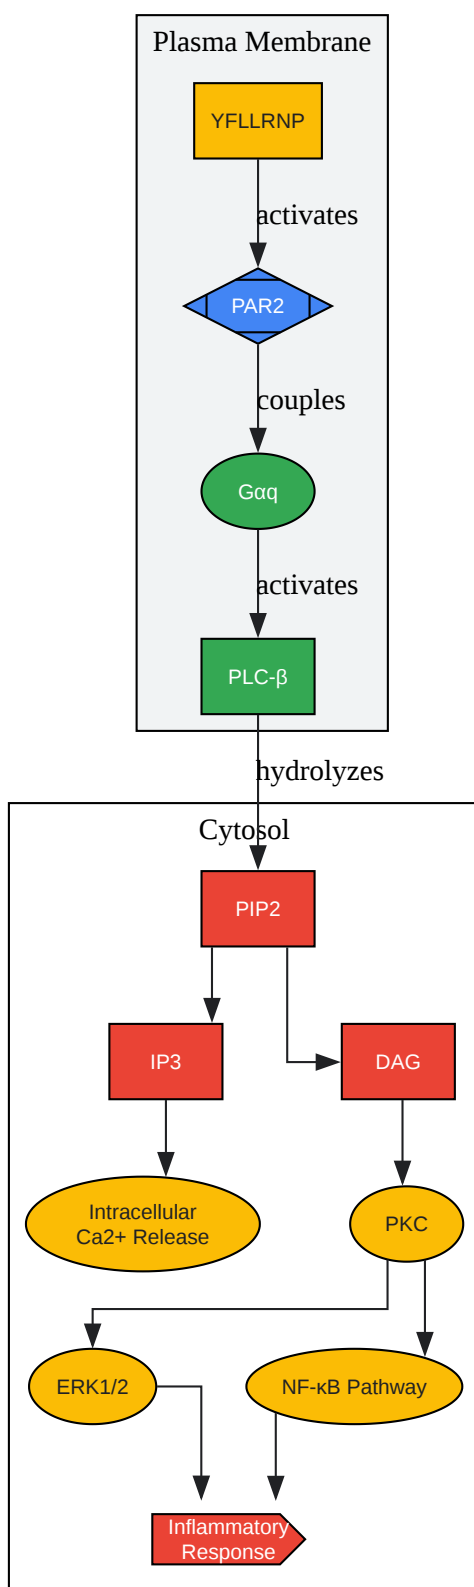 Plasma Membrane
YFLLRNP
activates
PAR2
couples
Gαq
activates
PLC-β
hydrolyzes
Cytosol
PIP2
IP3
DAG
Intracellular
Ca2+ Release
PKC
ERK1/2
NF-κB Pathway
Inflammatory
Response